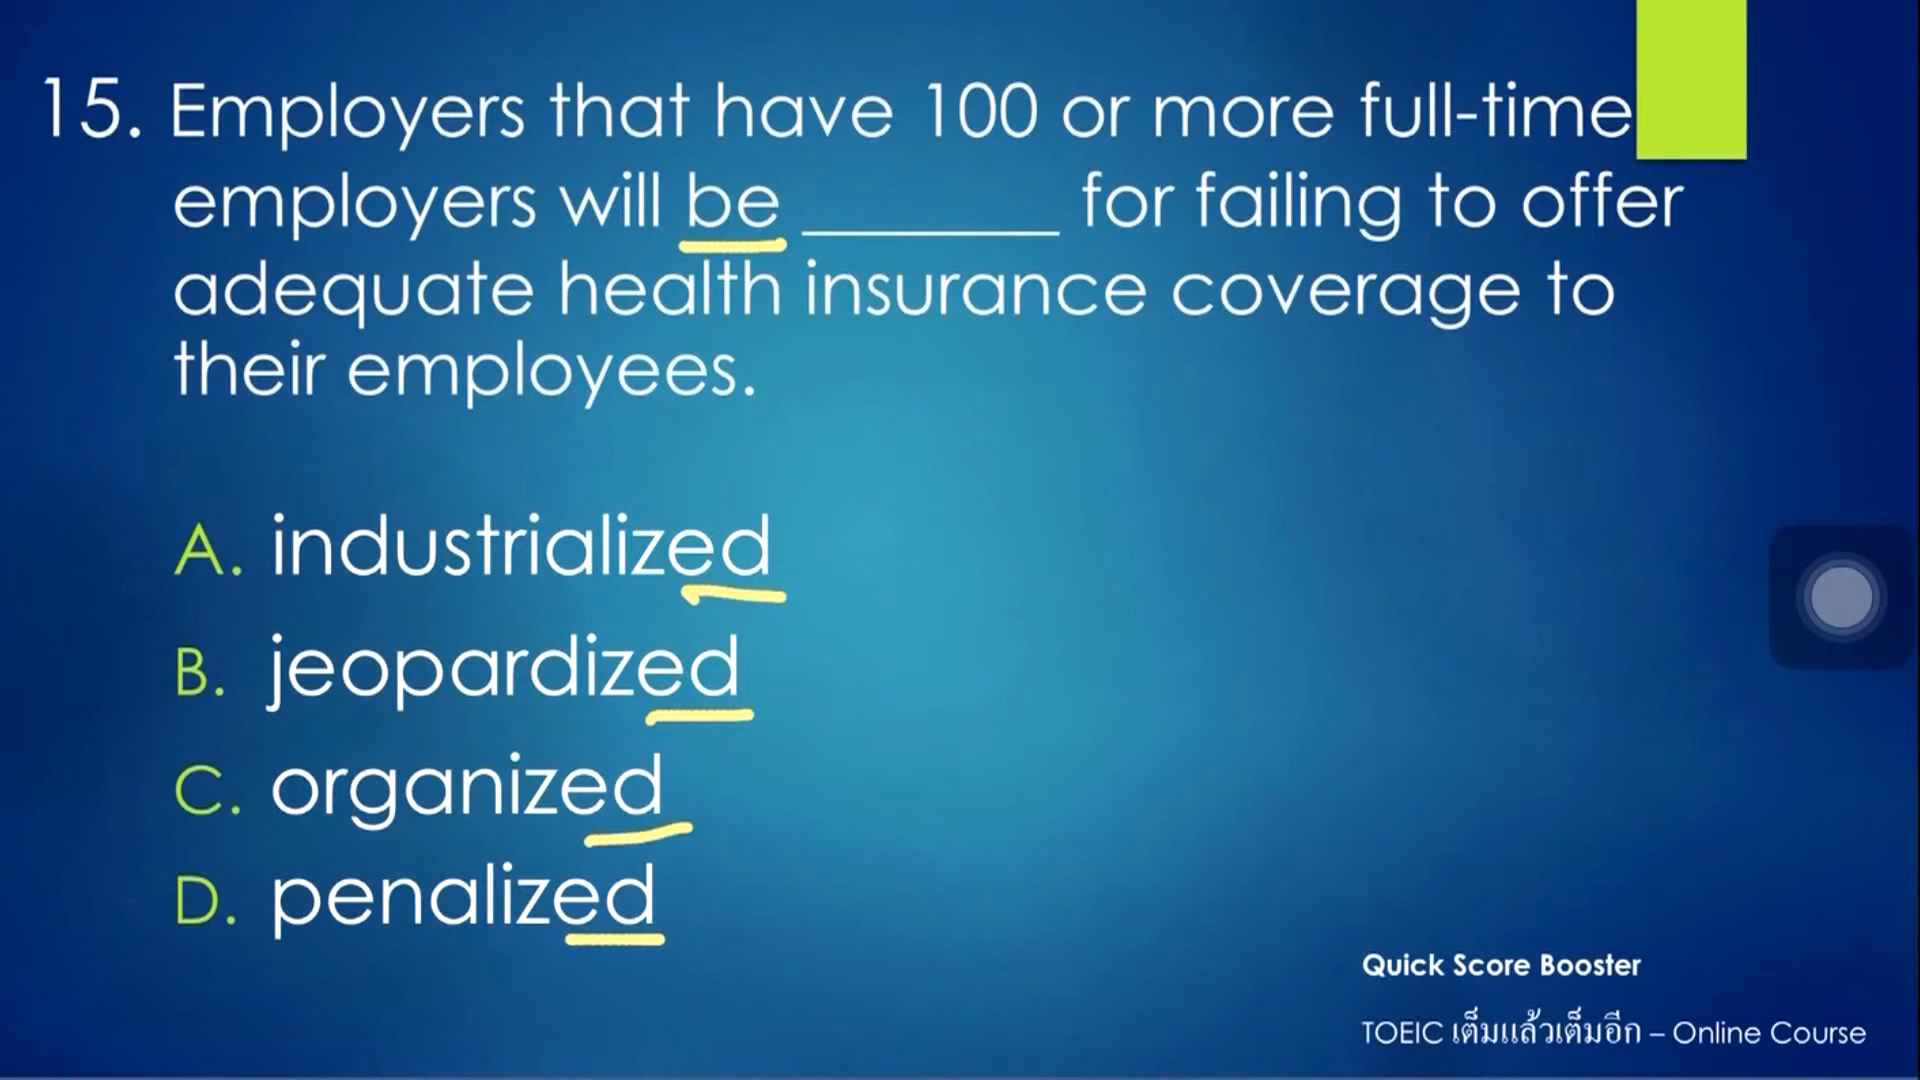 15. Employers that have 100 or more full-time
employers will be ________ for failing to offer
adequate health insurance coverage to
their employees.
A. industrialized
B. jeopardized
C. organized
D. penalized
Quick Score Booster
TOEIC เต็มแล้วเต็มอีก – Online Course